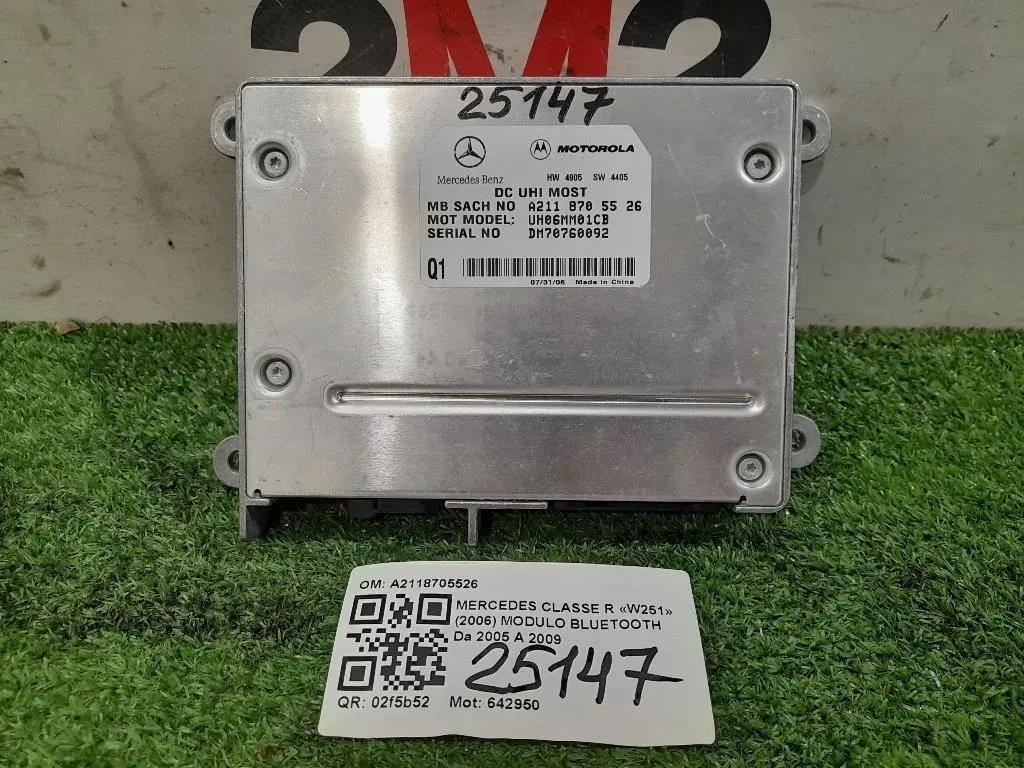 2M2
25147
MOTOROLA
Mercedes-Benz
HW 4905 SW 4405
DC UHI MOST
MB SACH NO A211 870 55 26
MOT MODEL: UH06MM01CB
SERIAL NO DM70760092
Q1
07/31/06 Made in China
OM: A2118705526
MERCEDES CLASSE R «W251»
(2006) MODULO BLUETOOTH
Da 2005 A 2009
25147
QR: 02f5b52 Mot: 642950